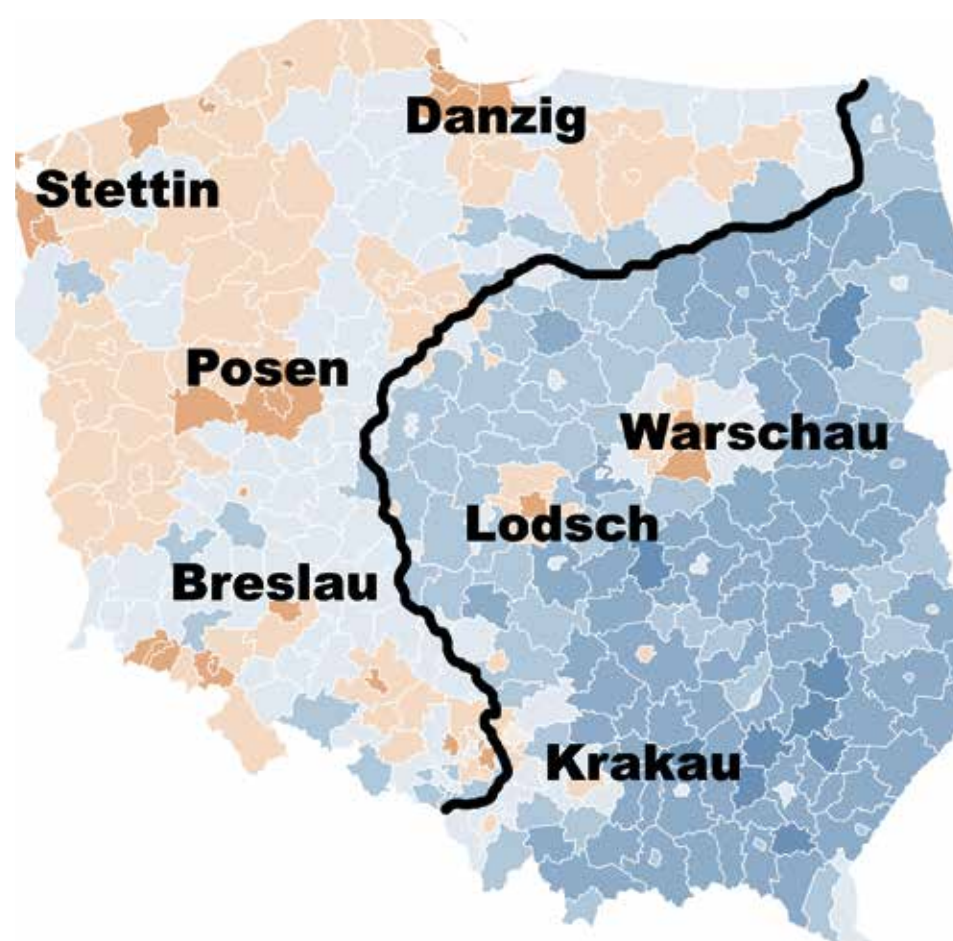 Danzig
Stettin
Posen
Warschau
Lodsch
Breslau
Krakau